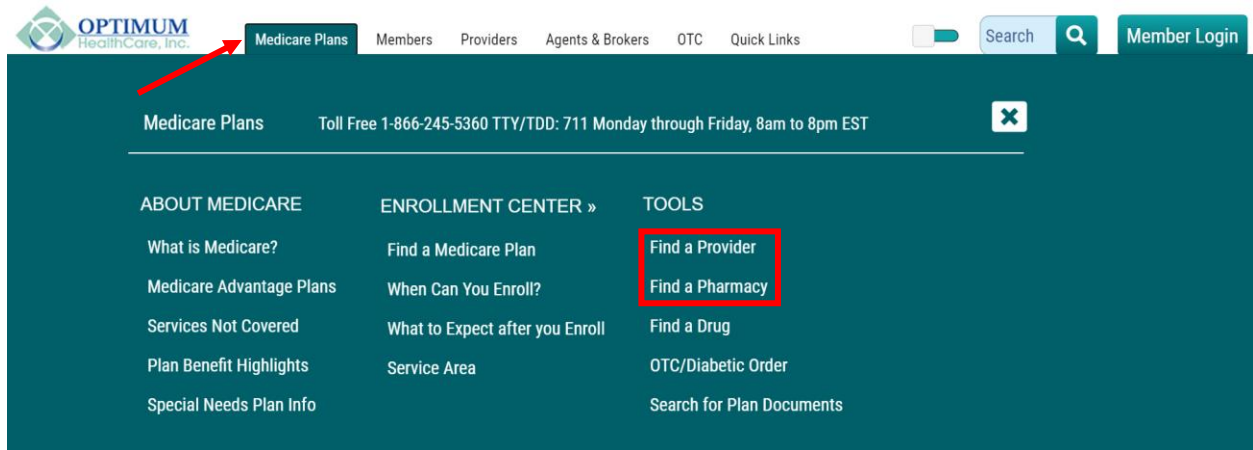 OPTIMUM
HealthCare, Inc.
Medicare Plans Members Providers Agents & Brokers OTC Quick Links Search Member Login
Medicare Plans Toll Free 1-866-245-5360 TTY/TDD: 711 Monday through Friday, 8am to 8pm EST
ABOUT MEDICARE
What is Medicare?
Medicare Advantage Plans
Services Not Covered
Plan Benefit Highlights
Special Needs Plan Info
ENROLLMENT CENTER »
Find a Medicare Plan
When Can You Enroll?
What to Expect after you Enroll
Service Area
TOOLS
Find a Provider
Find a Pharmacy
Find a Drug
OTC/Diabetic Order
Search for Plan Documents